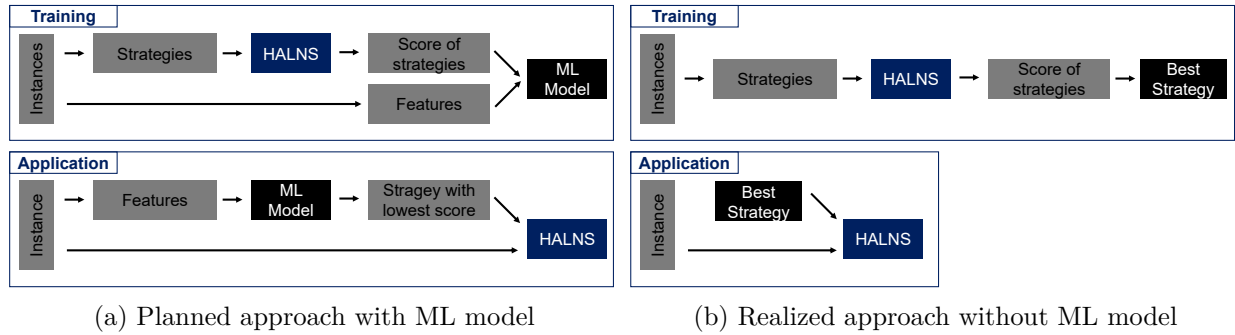 Training
Instances
Strategies
HALNS
Score of
strategies
Features
ML
Model
Application
Instance
Features
ML
Model
Stragey with
lowest score
HALNS
(a) Planned approach with ML model
Training
Instances
Strategies
HALNS
Score of
strategies
Best
Strategy
Application
Instance
Best
Strategy
HALNS
(b) Realized approach without ML model